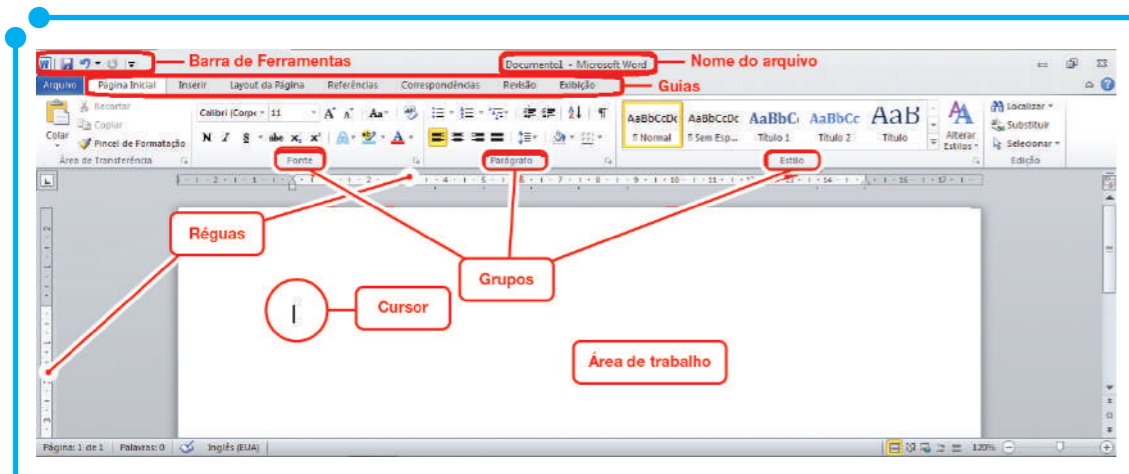 Barra de Ferramentas
Documento1 - Microsoft Word
Nome do arquivo
Arquivo Página Inicial Inserir Layout da Página Referências Correspondências Revisão Exibição
Guias
Colar
Recortar
Copiar
Pincel de Formatação
Área de Transferência
Calibri (Corpo 11
N I S abc x₂ x²
Fonte
Parágrafo
AaBbCcDc AaBbCcDc AaBbC AaBbCc AaB
¶ Normal ¶ Sem Esp... Título 1 Título 2 Título
Alterar Estilos
Estilo
Localizar
Substituir
Selecionar
Edição
Réguas
Grupos
Cursor
Área de trabalho
Página: 1 de 1 Palavras: 0 Inglês (EUA) 120%